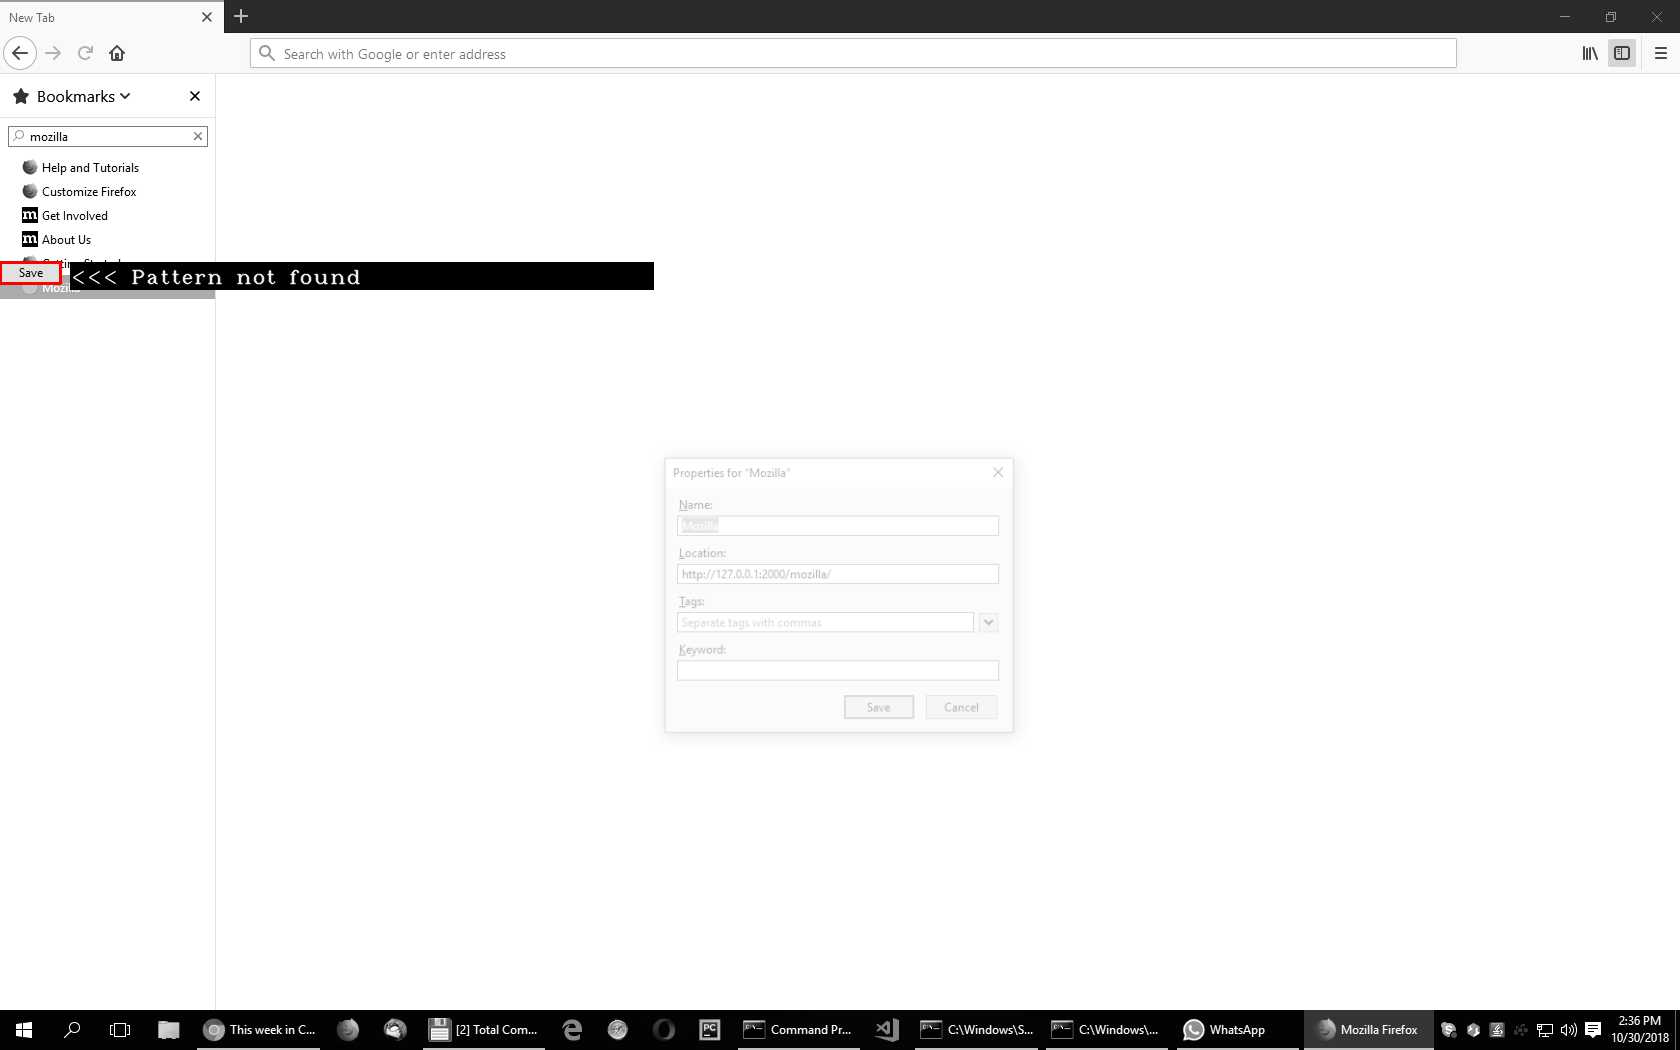 New Tab
Search with Google or enter address
Bookmarks
mozilla
Help and Tutorials
Customize Firefox
m Get Involved
m About Us
Save
<<< Pattern not found
Properties for "Mozilla"
Name:
Mozilla
Location:
http://127.0.0.1:2000/mozilla/
Tags:
Separate tags with commas
Keyword:
Save Cancel
This week in C...
[2] Total Com...
PC
Command Pr...
C:\Windows\S...
C:\Windows\...
WhatsApp
Mozilla Firefox
2:36 PM
10/30/2018